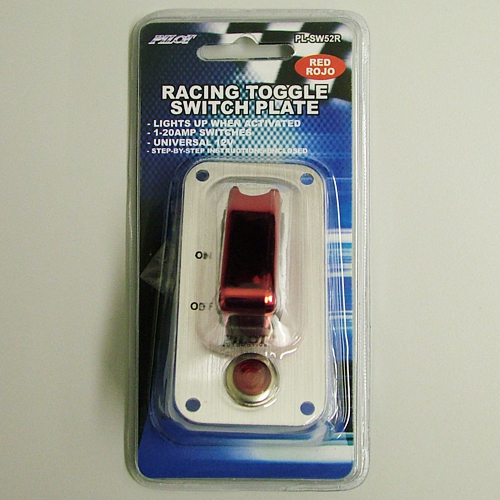 PILOT
PL-SW52R
RED
ROJO
RACING TOGGLE
SWITCH PLATE
- LIGHTS UP WHEN ACTIVATED
- 1-20AMP SWITCHES
- UNIVERSAL 12V
- STEP-BY-STEP INSTRUCTIONS ENCLOSED
ON
OFF
PILOT